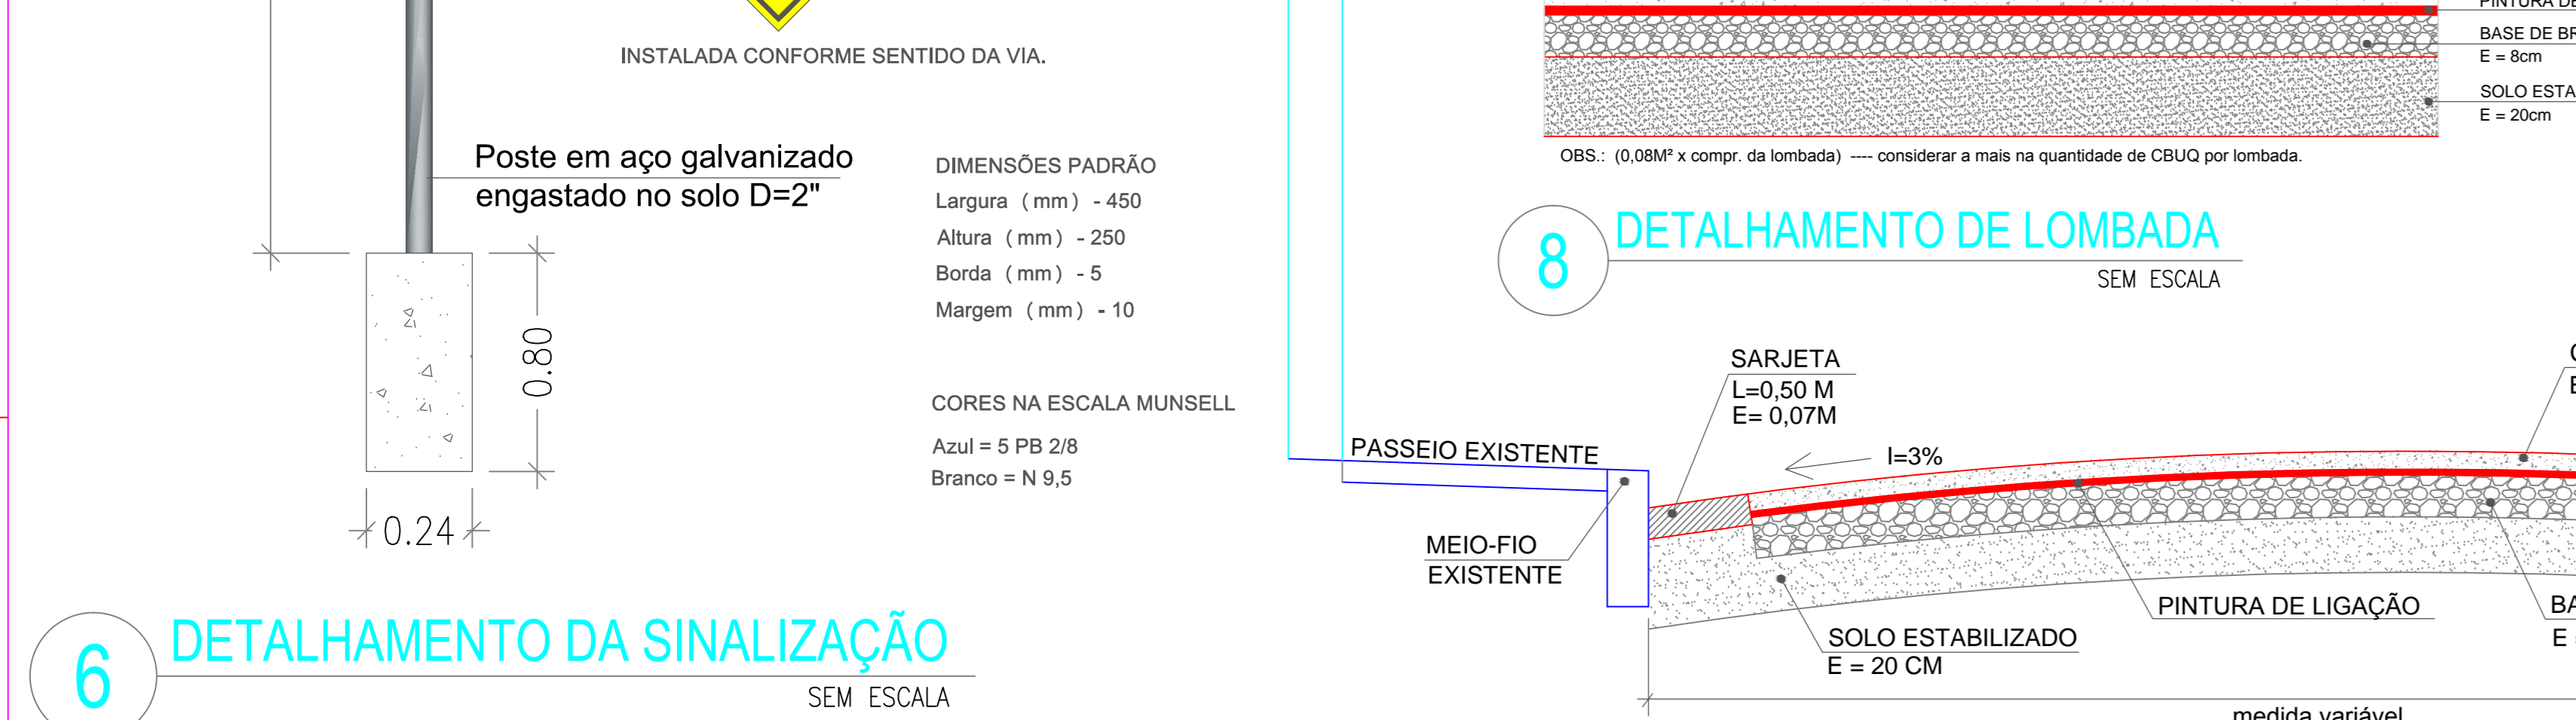 INSTALADA CONFORME SENTIDO DA VIA.
Poste em aço galvanizado
engastado no solo D=2"
0.80
0.24
DIMENSÕES PADRÃO
Largura (mm) - 450
Altura (mm) - 250
Borda (mm) - 5
Margem (mm) - 10
CORES NA ESCALA MUNSELL
Azul = 5 PB 2/8
Branco = N 9,5
6
DETALHAMENTO DA SINALIZAÇÃO
SEM ESCALA
PINTURA DE
BASE DE
E = 8cm
SOLO
E = 20cm
OBS.: (0,08M² x compr. da lombada) ---- considerar a mais na quantidade de CBUQ por lombada.
8
DETALHAMENTO DE LOMBADA
SEM ESCALA
SARJETA
L=0,50 M
E= 0,07M
PASSEIO EXISTENTE
I=3%
MEIO-FIO
EXISTENTE
PINTURA DE LIGAÇÃO
SOLO ESTABILIZADO
E = 20 CM
medida variável